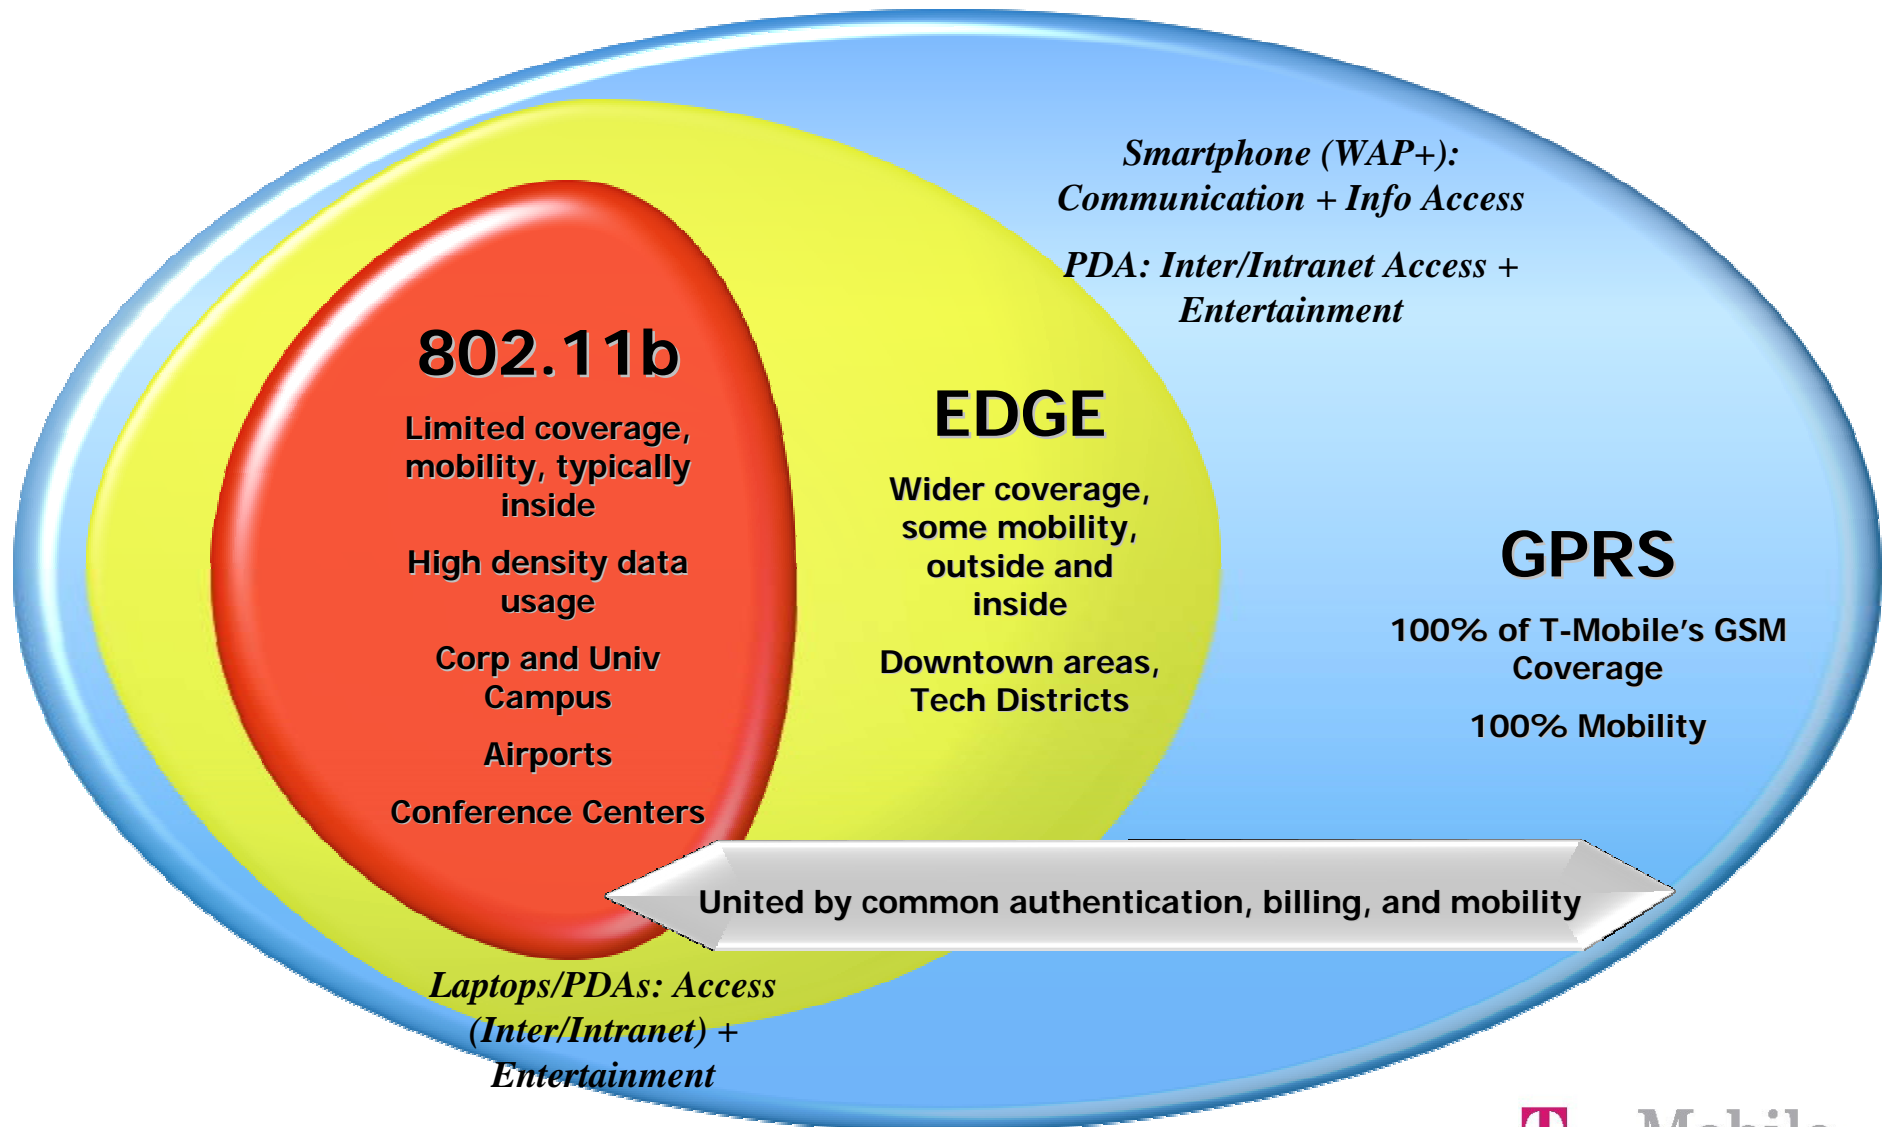 Smartphone (WAP+):
Communication + Info Access
PDA: Inter/Intranet Access +
Entertainment
802.11b
Limited coverage,
mobility, typically
inside
High density data
usage
Corp and Univ
Campus
Airports
Conference Centers
EDGE
Wider coverage,
some mobility,
outside and
inside
Downtown areas,
Tech Districts
GPRS
100% of T-Mobile’s GSM
Coverage
100% Mobility
United by common authentication, billing, and mobility
Laptops/PDAs: Access
(Inter/Intranet) +
Entertainment
T Mobile